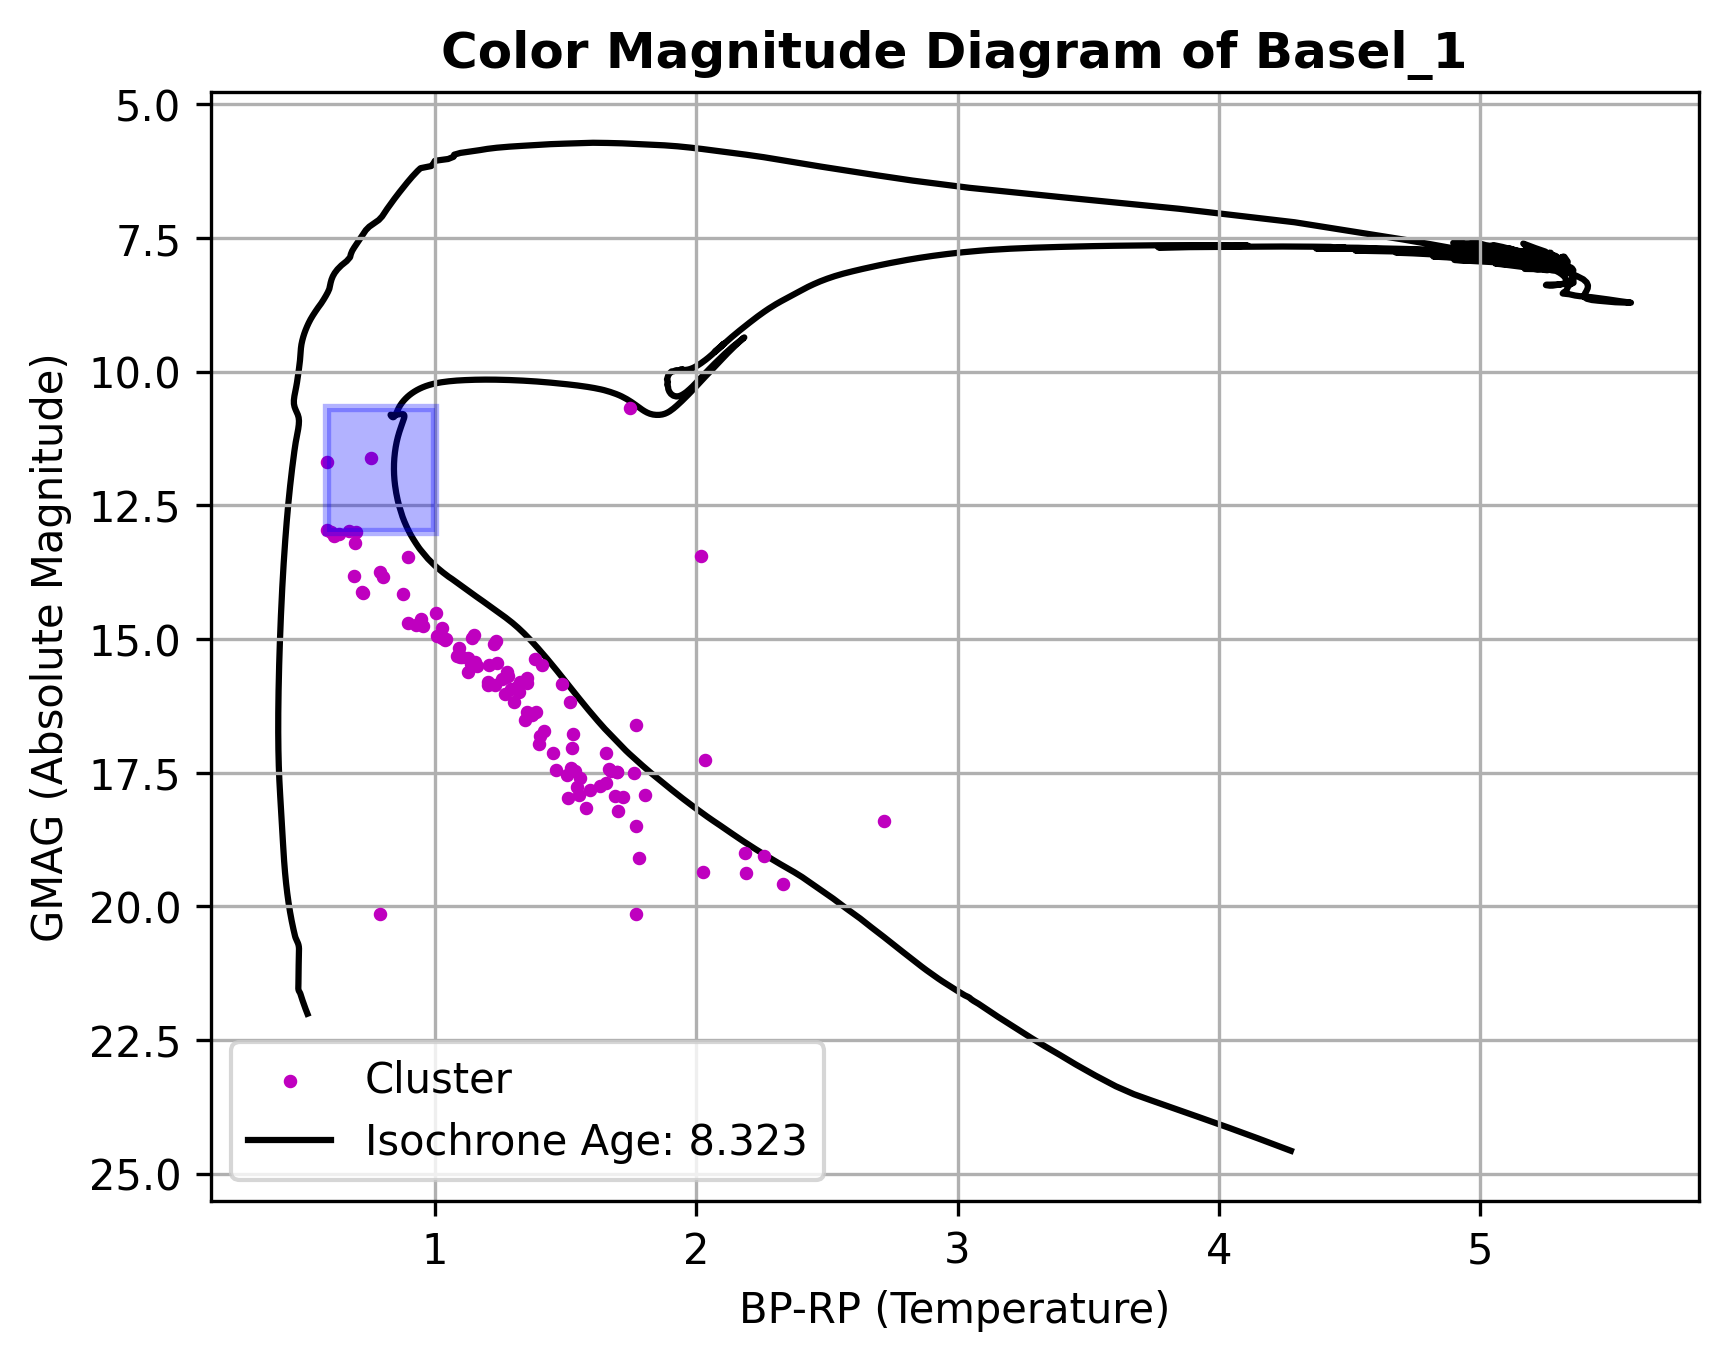 Color Magnitude Diagram of Basel_1
GMAG (Absolute Magnitude)
5.0
7.5
10.0
12.5
15.0
17.5
20.0
22.5
25.0
Cluster
Isochrone Age: 8.323
1 2 3 4 5
BP-RP (Temperature)